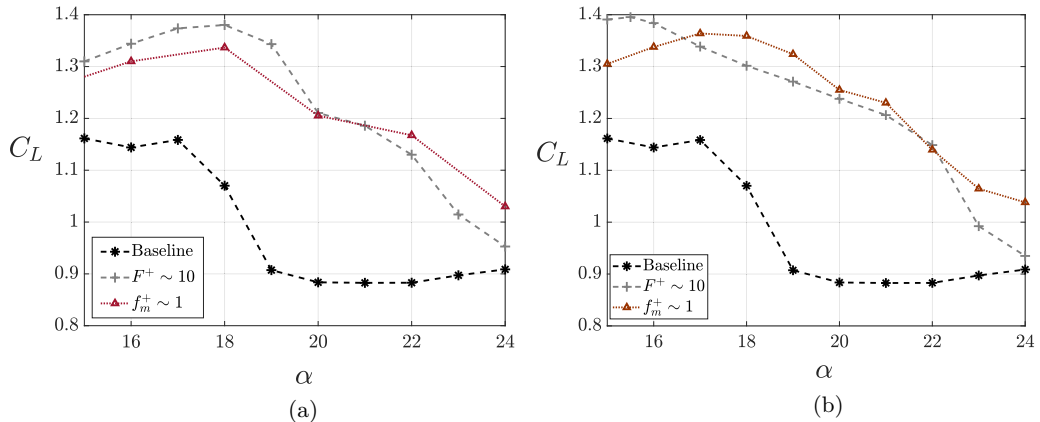 1.4
1.3
1.2
1.1
1
0.9
0.8
C_L
Baseline
F^+ ∼ 10
f_m^+ ∼ 1
16 18 20 22 24
α
(a)
1.4
1.3
1.2
1.1
1
0.9
0.8
C_L
Baseline
F^+ ∼ 10
f_m^+ ∼ 1
16 18 20 22 24
α
(b)